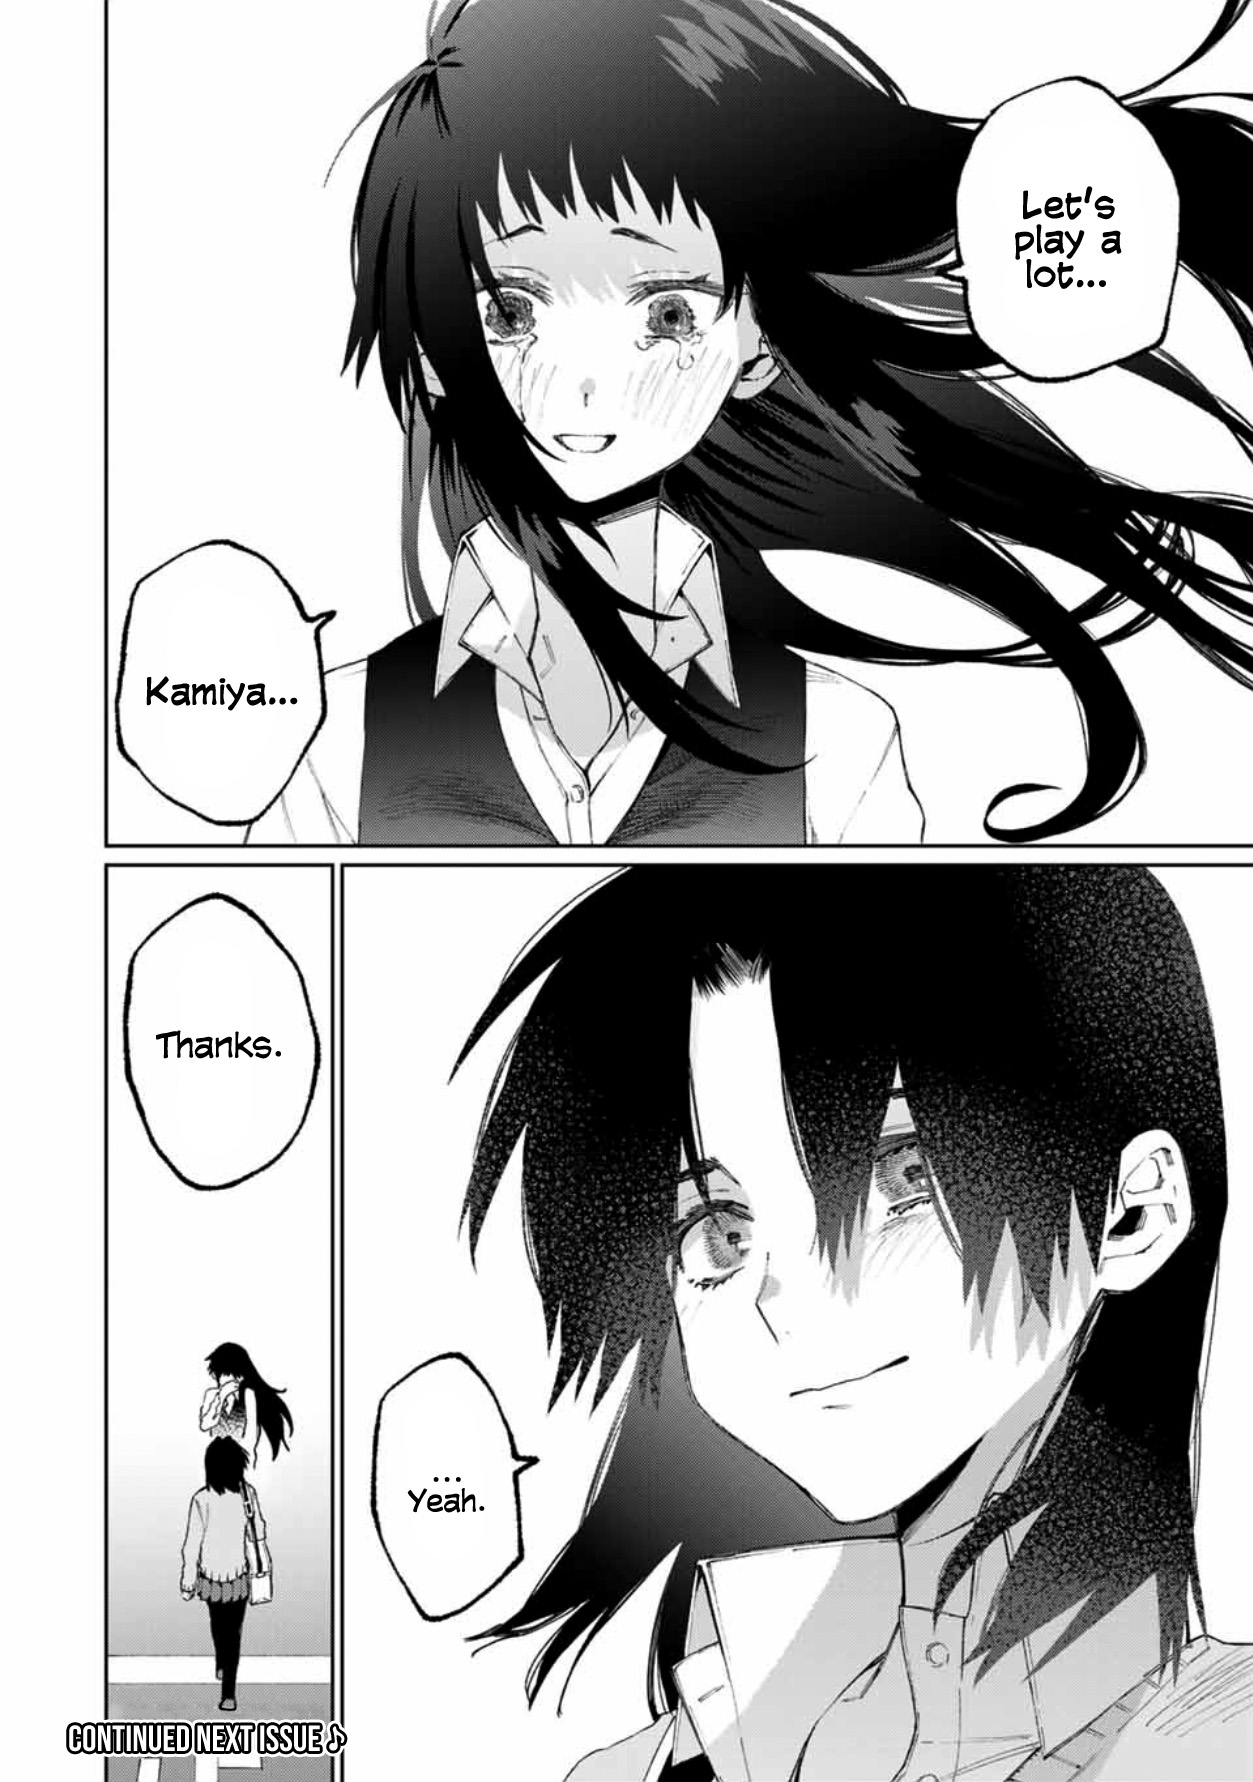 Let's
play a
lot...
Kamiya...
...
Yeah.
Thanks.
CONTINUED NEXT ISSUE ♪